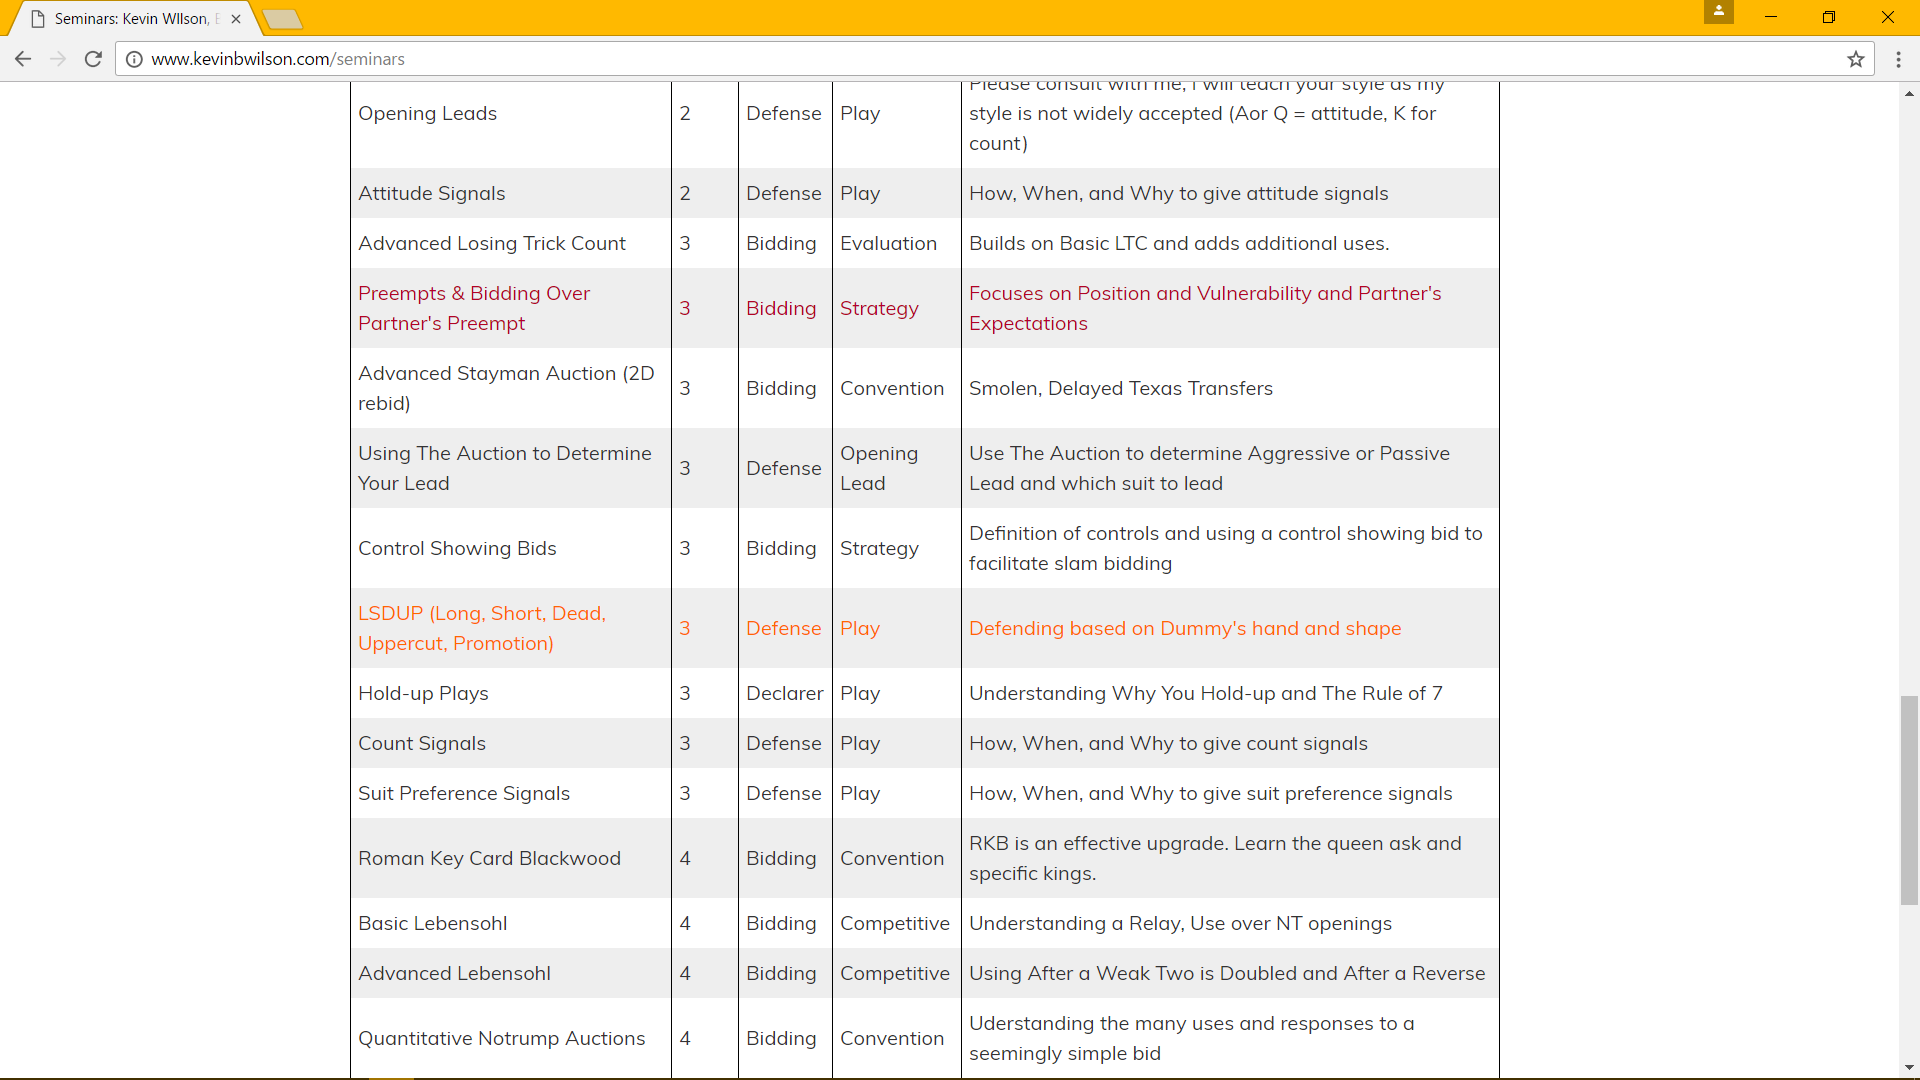 Seminars: Kevin WIlson,
www.kevinbwilson.com/seminars
Please consult with me, I will teach your style as my
Opening Leads 2 Defense Play style is not widely accepted (Aor Q = attitude, K for
count)
Attitude Signals 2 Defense Play How, When, and Why to give attitude signals
Advanced Losing Trick Count 3 Bidding Evaluation Builds on Basic LTC and adds additional uses.
Preempts & Bidding Over
Partner's Preempt
3 Bidding Strategy
Focuses on Position and Vulnerability and Partner's
Expectations
Advanced Stayman Auction (2D
rebid)
3 Bidding Convention Smolen, Delayed Texas Transfers
Using The Auction to Determine
Your Lead
3 Defense
Opening
Lead
Use The Auction to determine Aggressive or Passive
Lead and which suit to lead
Control Showing Bids 3 Bidding Strategy
Definition of controls and using a control showing bid to
facilitate slam bidding
LSDUP (Long, Short, Dead,
Uppercut, Promotion)
3 Defense Play Defending based on Dummy's hand and shape
Hold-up Plays 3 Declarer Play Understanding Why You Hold-up and The Rule of 7
Count Signals 3 Defense Play How, When, and Why to give count signals
Suit Preference Signals 3 Defense Play How, When, and Why to give suit preference signals
Roman Key Card Blackwood 4 Bidding Convention
RKB is an effective upgrade. Learn the queen ask and
specific kings.
Basic Lebensohl 4 Bidding Competitive Understanding a Relay, Use over NT openings
Advanced Lebensohl 4 Bidding Competitive Using After a Weak Two is Doubled and After a Reverse
Quantitative Notrump Auctions 4 Bidding Convention
Uderstanding the many uses and responses to a
seemingly simple bid